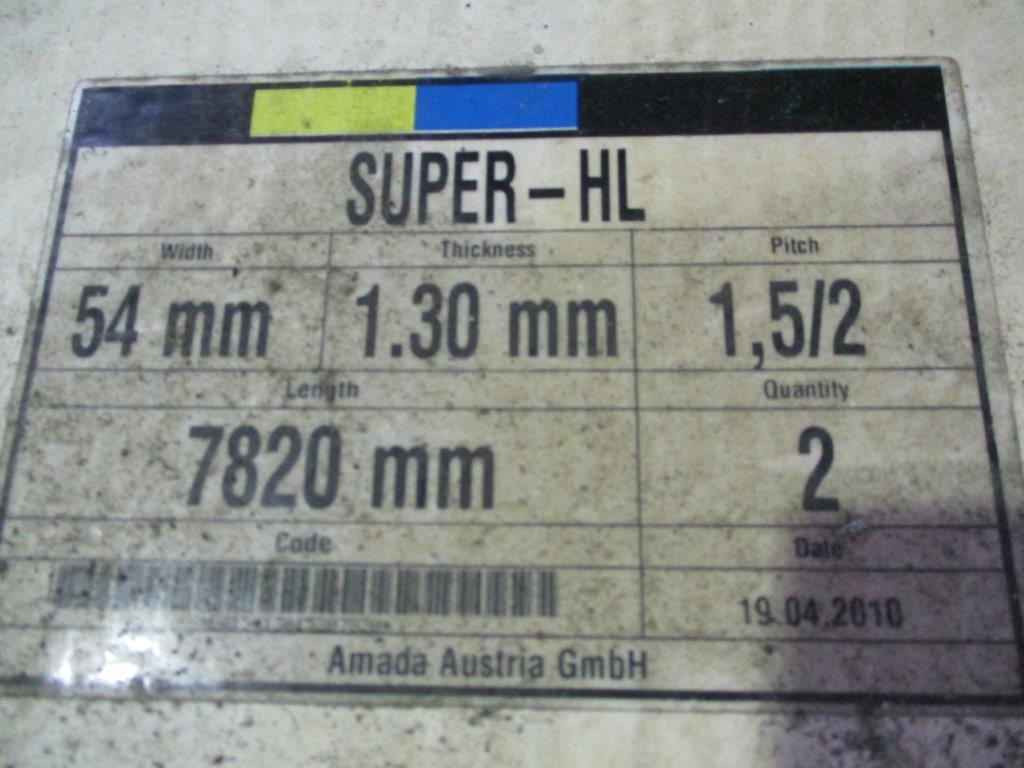 SUPER – HL
Width Thickness Pitch
54 mm 1.30 mm 1,5/2
Length Quantity
7820 mm 2
Code Date
19.04.2010
Amada Austria GmbH